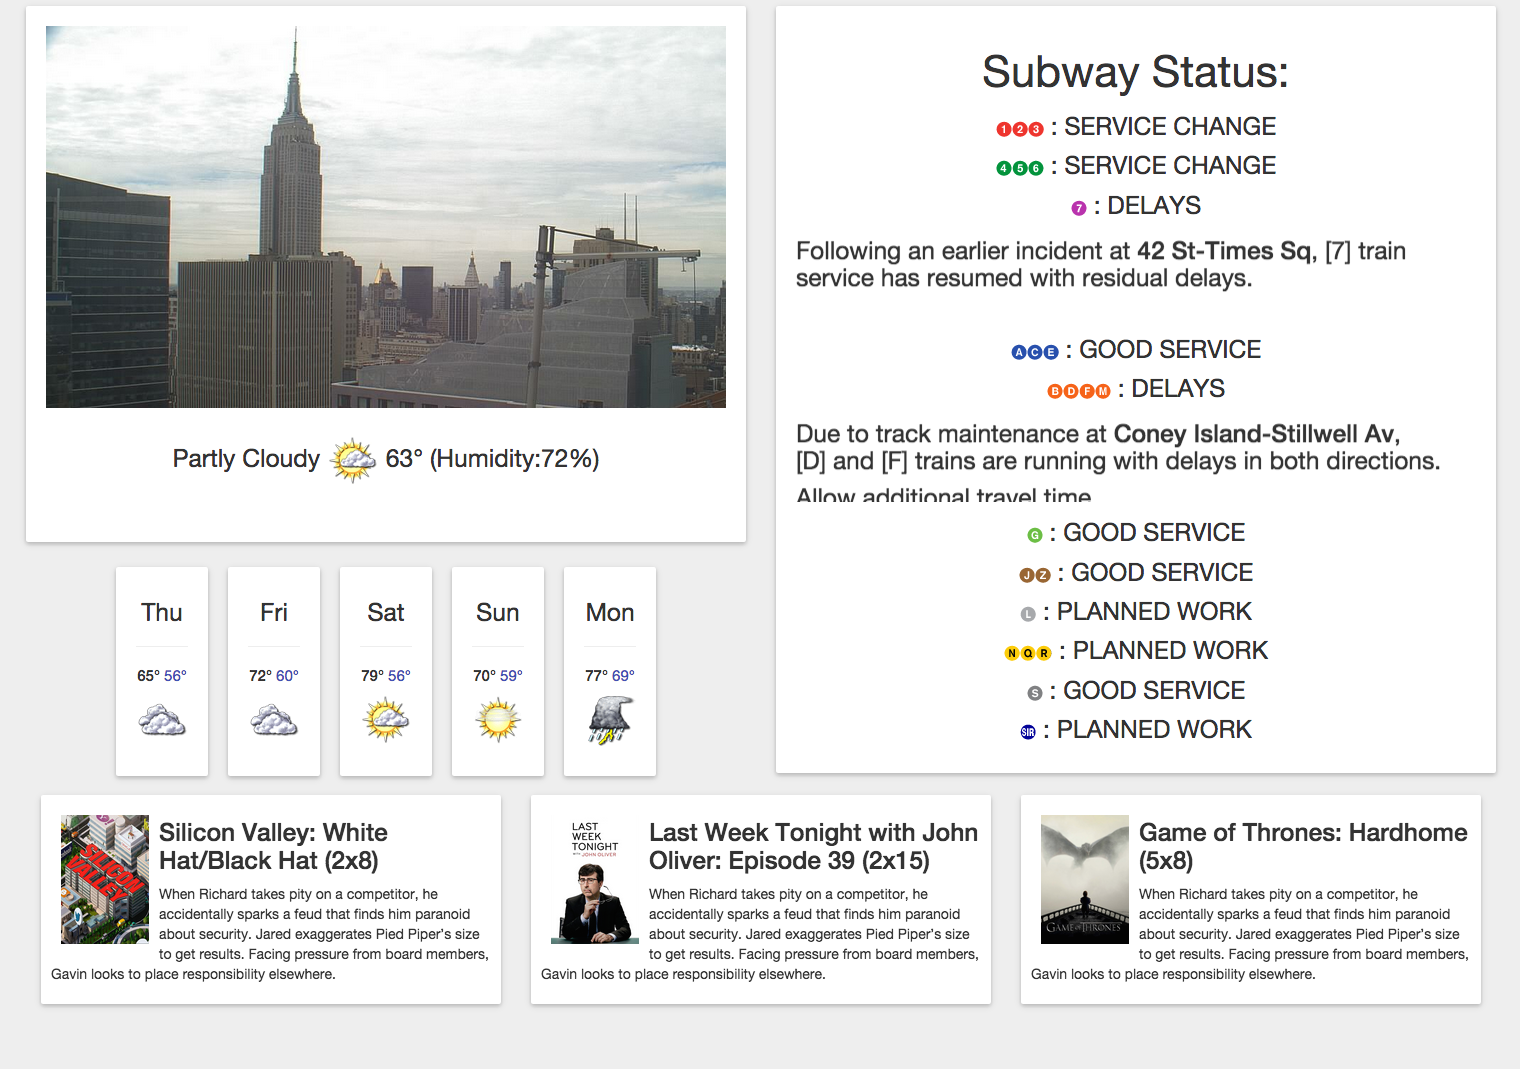 Partly Cloudy 63° (Humidity:72%)
Thu
65° 56°
Fri
72° 60°
Sat
79° 56°
Sun
70° 59°
Mon
77° 69°
Subway Status:
1 2 3 : SERVICE CHANGE
4 5 6 : SERVICE CHANGE
7 : DELAYS
Following an earlier incident at 42 St-Times Sq, [7] train
service has resumed with residual delays.
A C E : GOOD SERVICE
B D F M : DELAYS
Due to track maintenance at Coney Island-Stillwell Av,
[D] and [F] trains are running with delays in both directions.
Allow additional travel time
G : GOOD SERVICE
J Z : GOOD SERVICE
L : PLANNED WORK
N Q R : PLANNED WORK
S : GOOD SERVICE
SIR : PLANNED WORK
SILICON
VALLEY
Silicon Valley: White
Hat/Black Hat (2x8)
When Richard takes pity on a competitor, he
accidentally sparks a feud that finds him paranoid
about security. Jared exaggerates Pied Piper's size
to get results. Facing pressure from board members,
Gavin looks to place responsibility elsewhere.
LAST
WEEK
TONIGHT
WITH JOHN OLIVER
Last Week Tonight with John
Oliver: Episode 39 (2x15)
When Richard takes pity on a competitor, he
accidentally sparks a feud that finds him paranoid
about security. Jared exaggerates Pied Piper's size
to get results. Facing pressure from board members,
Gavin looks to place responsibility elsewhere.
GAME OF THRONES
Game of Thrones: Hardhome
(5x8)
When Richard takes pity on a competitor, he
accidentally sparks a feud that finds him paranoid
about security. Jared exaggerates Pied Piper's size
to get results. Facing pressure from board members,
Gavin looks to place responsibility elsewhere.